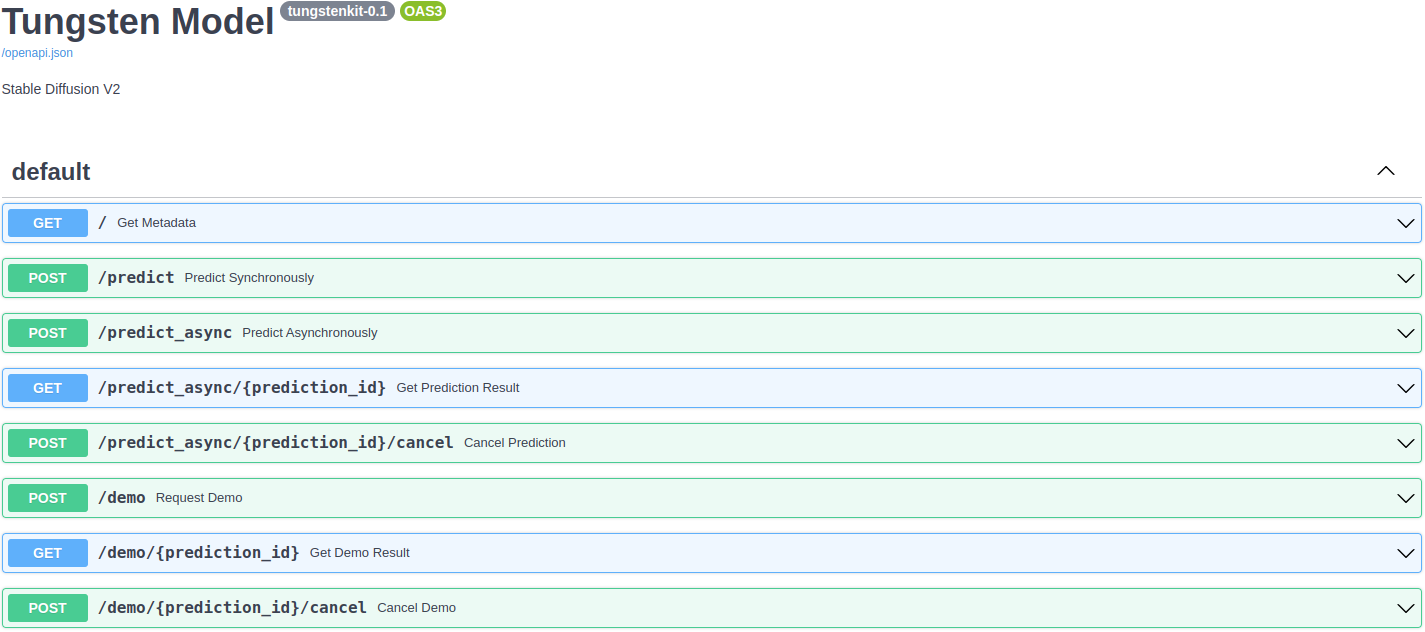 Tungsten Model tungstenkit-0.1 OAS3
/openapi.json
Stable Diffusion V2
default
GET / Get Metadata
POST /predict Predict Synchronously
POST /predict_async Predict Asynchronously
GET /predict_async/{prediction_id} Get Prediction Result
POST /predict_async/{prediction_id}/cancel Cancel Prediction
POST /demo Request Demo
GET /demo/{prediction_id} Get Demo Result
POST /demo/{prediction_id}/cancel Cancel Demo